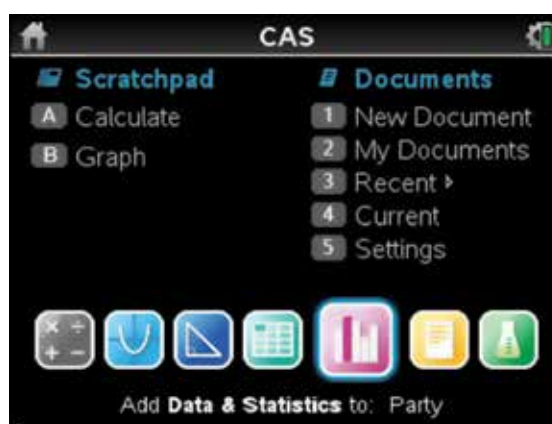 CAS
Scratchpad
A Calculate
B Graph
Documents
1 New Document
2 My Documents
3 Recent ▸
4 Current
5 Settings
Add Data & Statistics to: Party